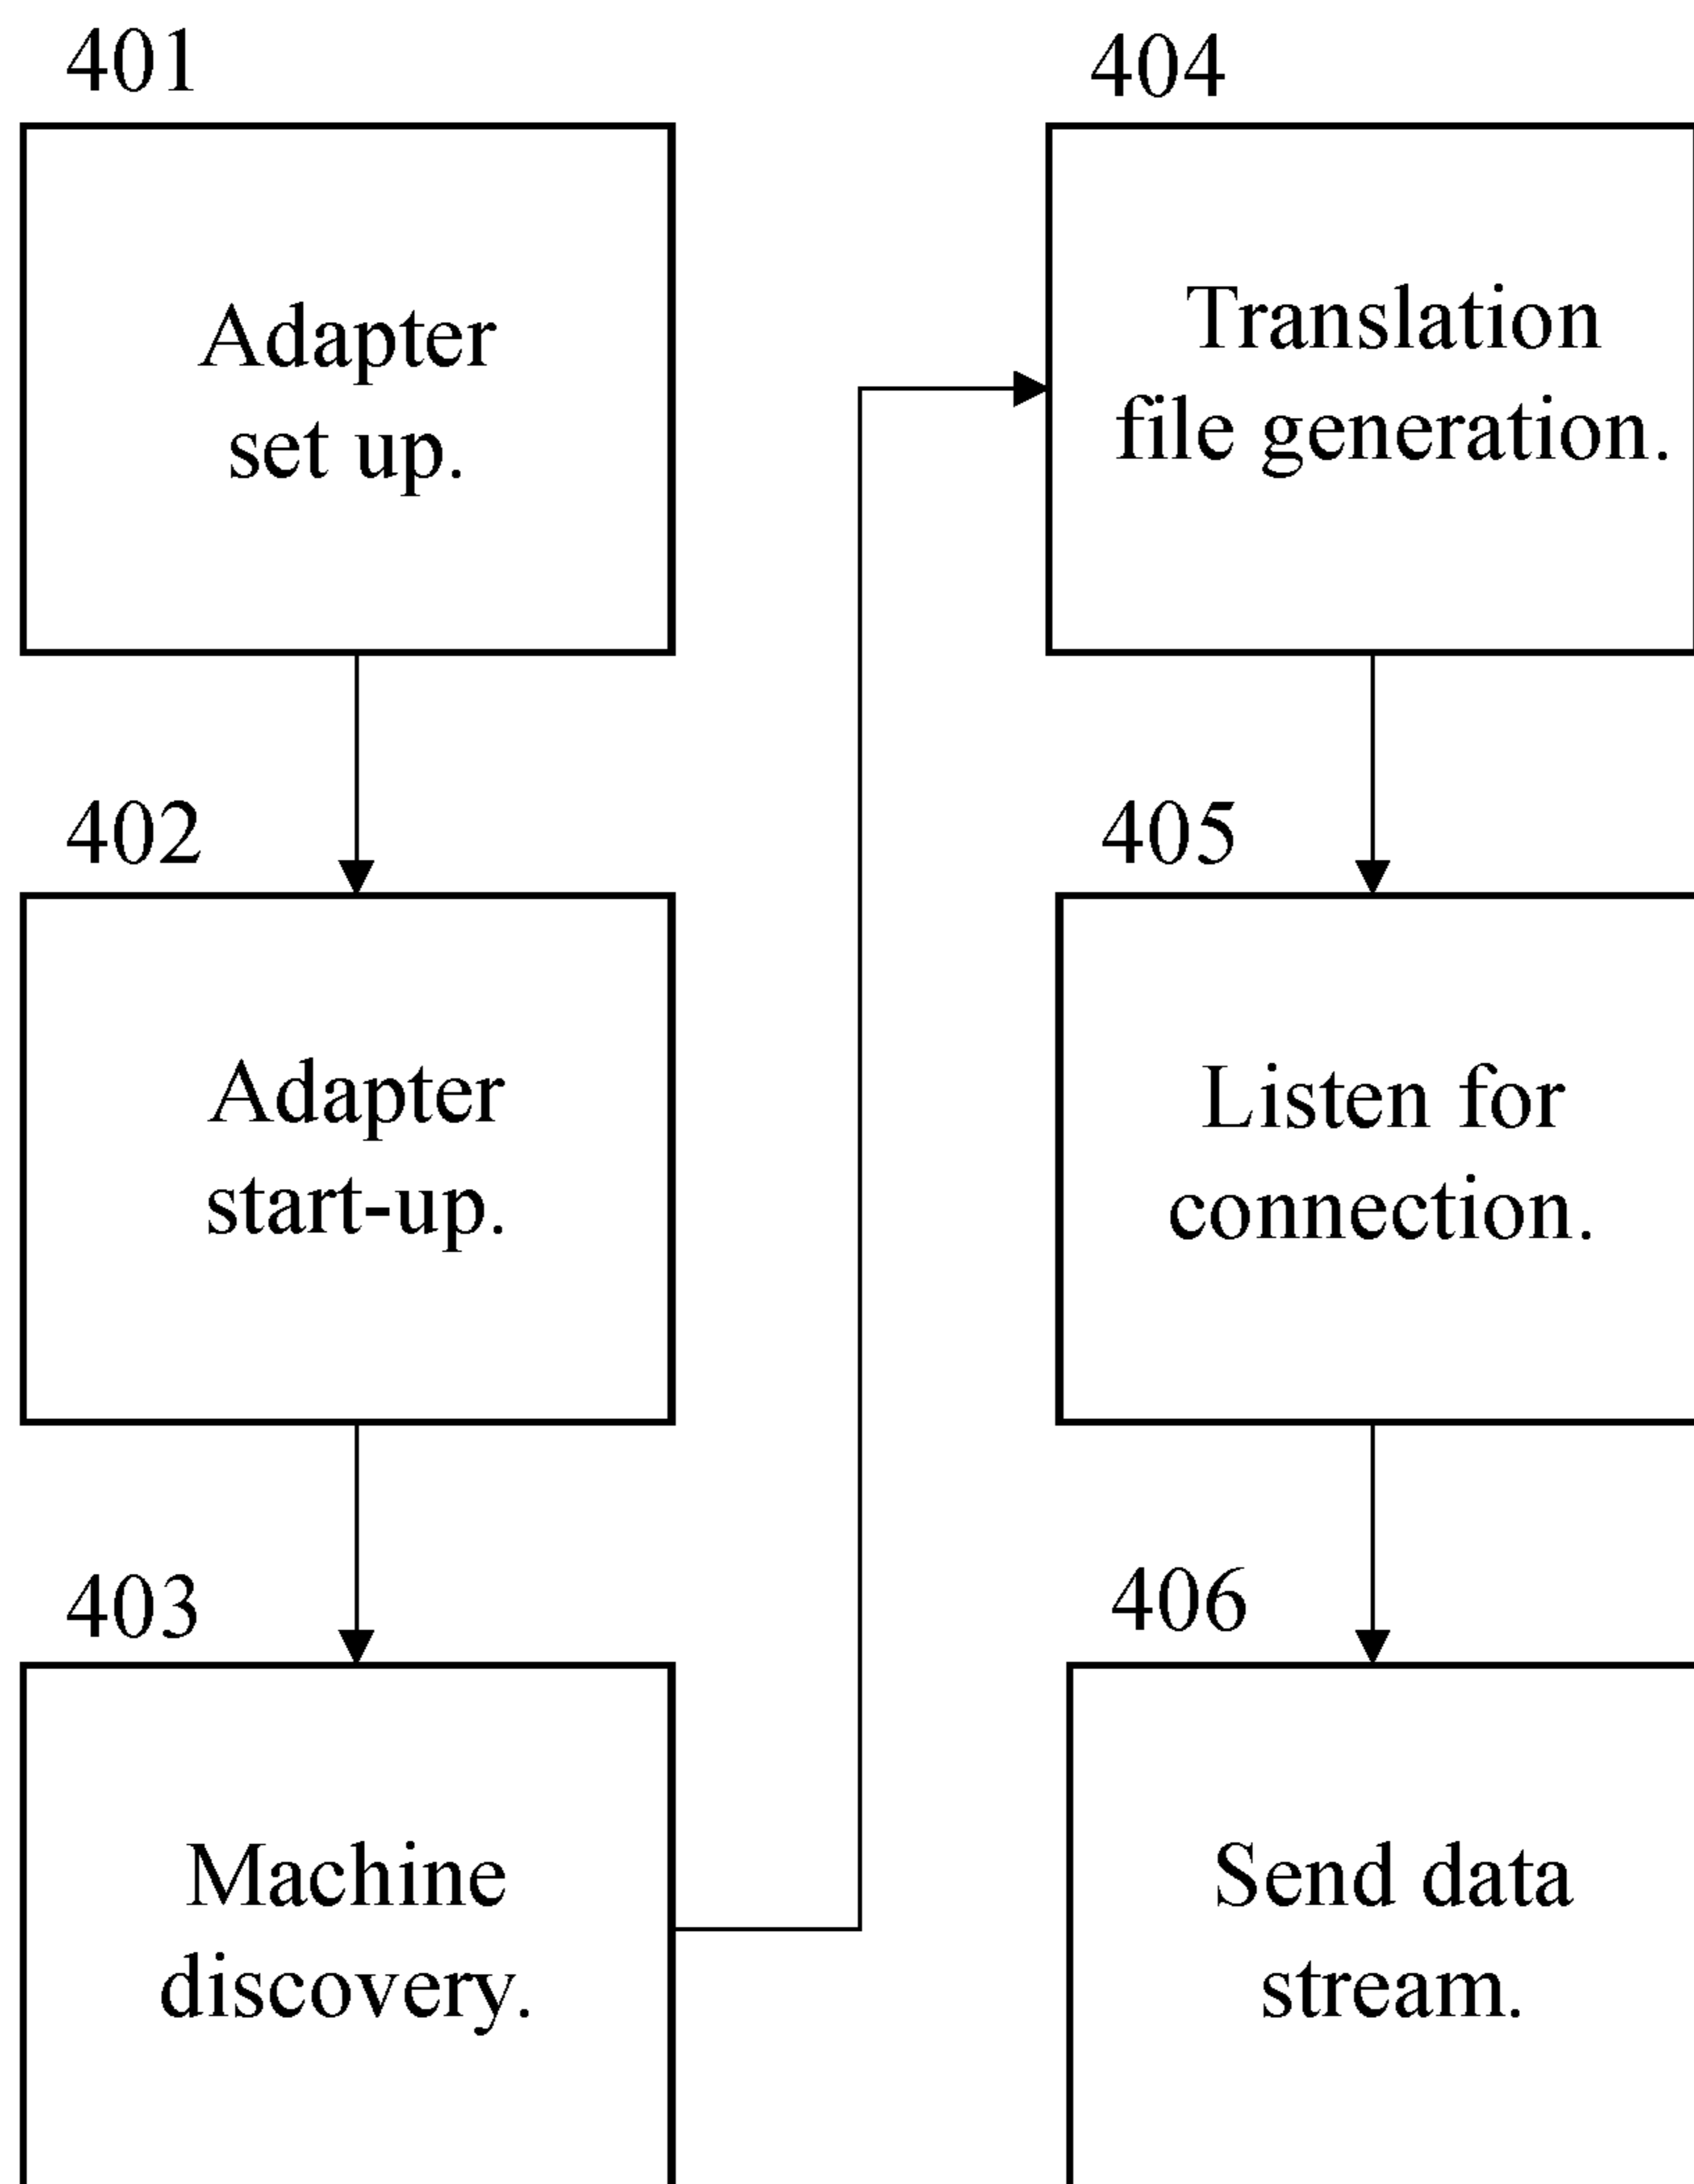 401
Adapter
set up.
402
Adapter
start-up.
403
Machine
discovery.
404
Translation
file generation.
405
Listen for
connection.
406
Send data
stream.